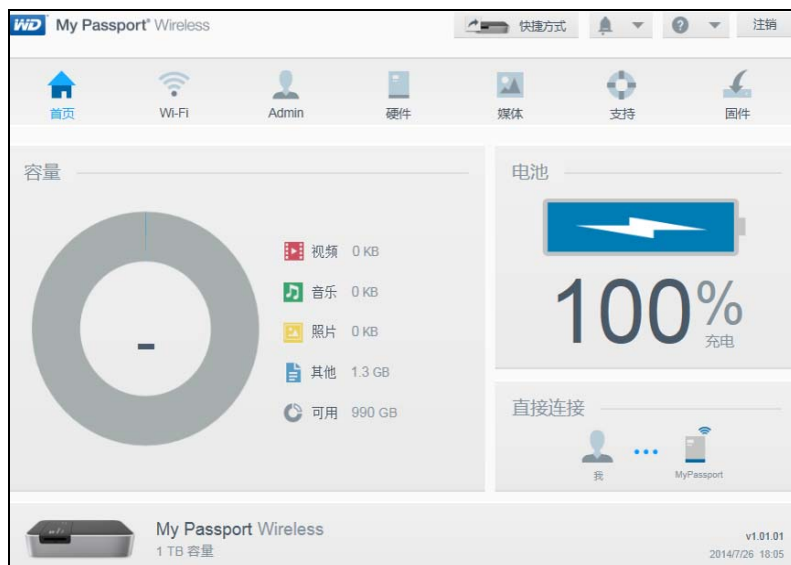 WD My Passport® Wireless
快捷方式
注销
首页
Wi-Fi
Admin
硬件
媒体
支持
固件
容量
-
视频 0 KB
音乐 0 KB
照片 0 KB
其他 1.3 GB
可用 990 GB
电池
100%
充电
直接连接
我
MyPassport
My Passport Wireless
1 TB 容量
v1.01.01
2014/7/26 18:05